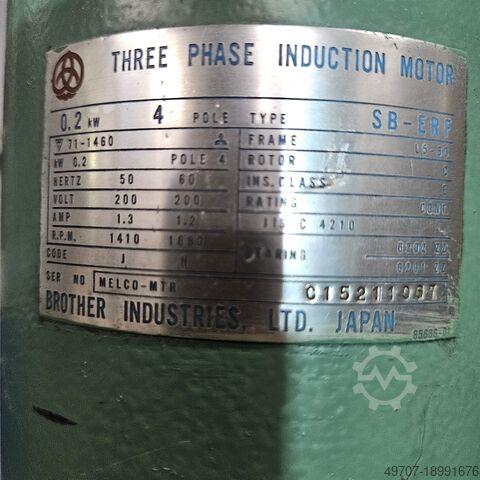 THREE PHASE INDUCTION MOTOR
0.2 kW 4 POLE TYPE SB-ERF
71-1460 FRAME
kW 0.2 POLE 4 ROTOR
HERTZ 50 60 INS.CLASS E
VOLT 200 200 RATING CONT
AMP 1.3 1.2 JIS C 4210
R.P.M. 1410
CODE J
SER NO MELCO-MTR
BROTHER INDUSTRIES, LTD. JAPAN
49707-18991676